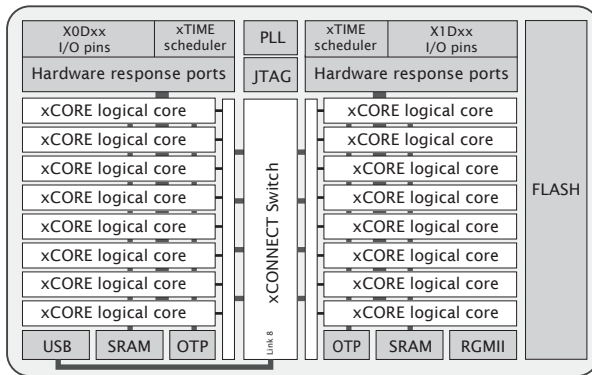 X0Dxx
I/O pins
xTIME
scheduler
PLL
xTIME
scheduler
X1Dxx
I/O pins
Hardware response ports
JTAG
Hardware response ports
xCORE logical core
xCORE logical core
xCORE logical core
xCORE logical core
xCORE logical core
xCORE logical core
xCORE logical core
xCORE logical core
xCONNECT Switch
Link 8
xCORE logical core
xCORE logical core
xCORE logical core
xCORE logical core
xCORE logical core
xCORE logical core
xCORE logical core
xCORE logical core
FLASH
USB
SRAM
OTP
OTP
SRAM
RGMII